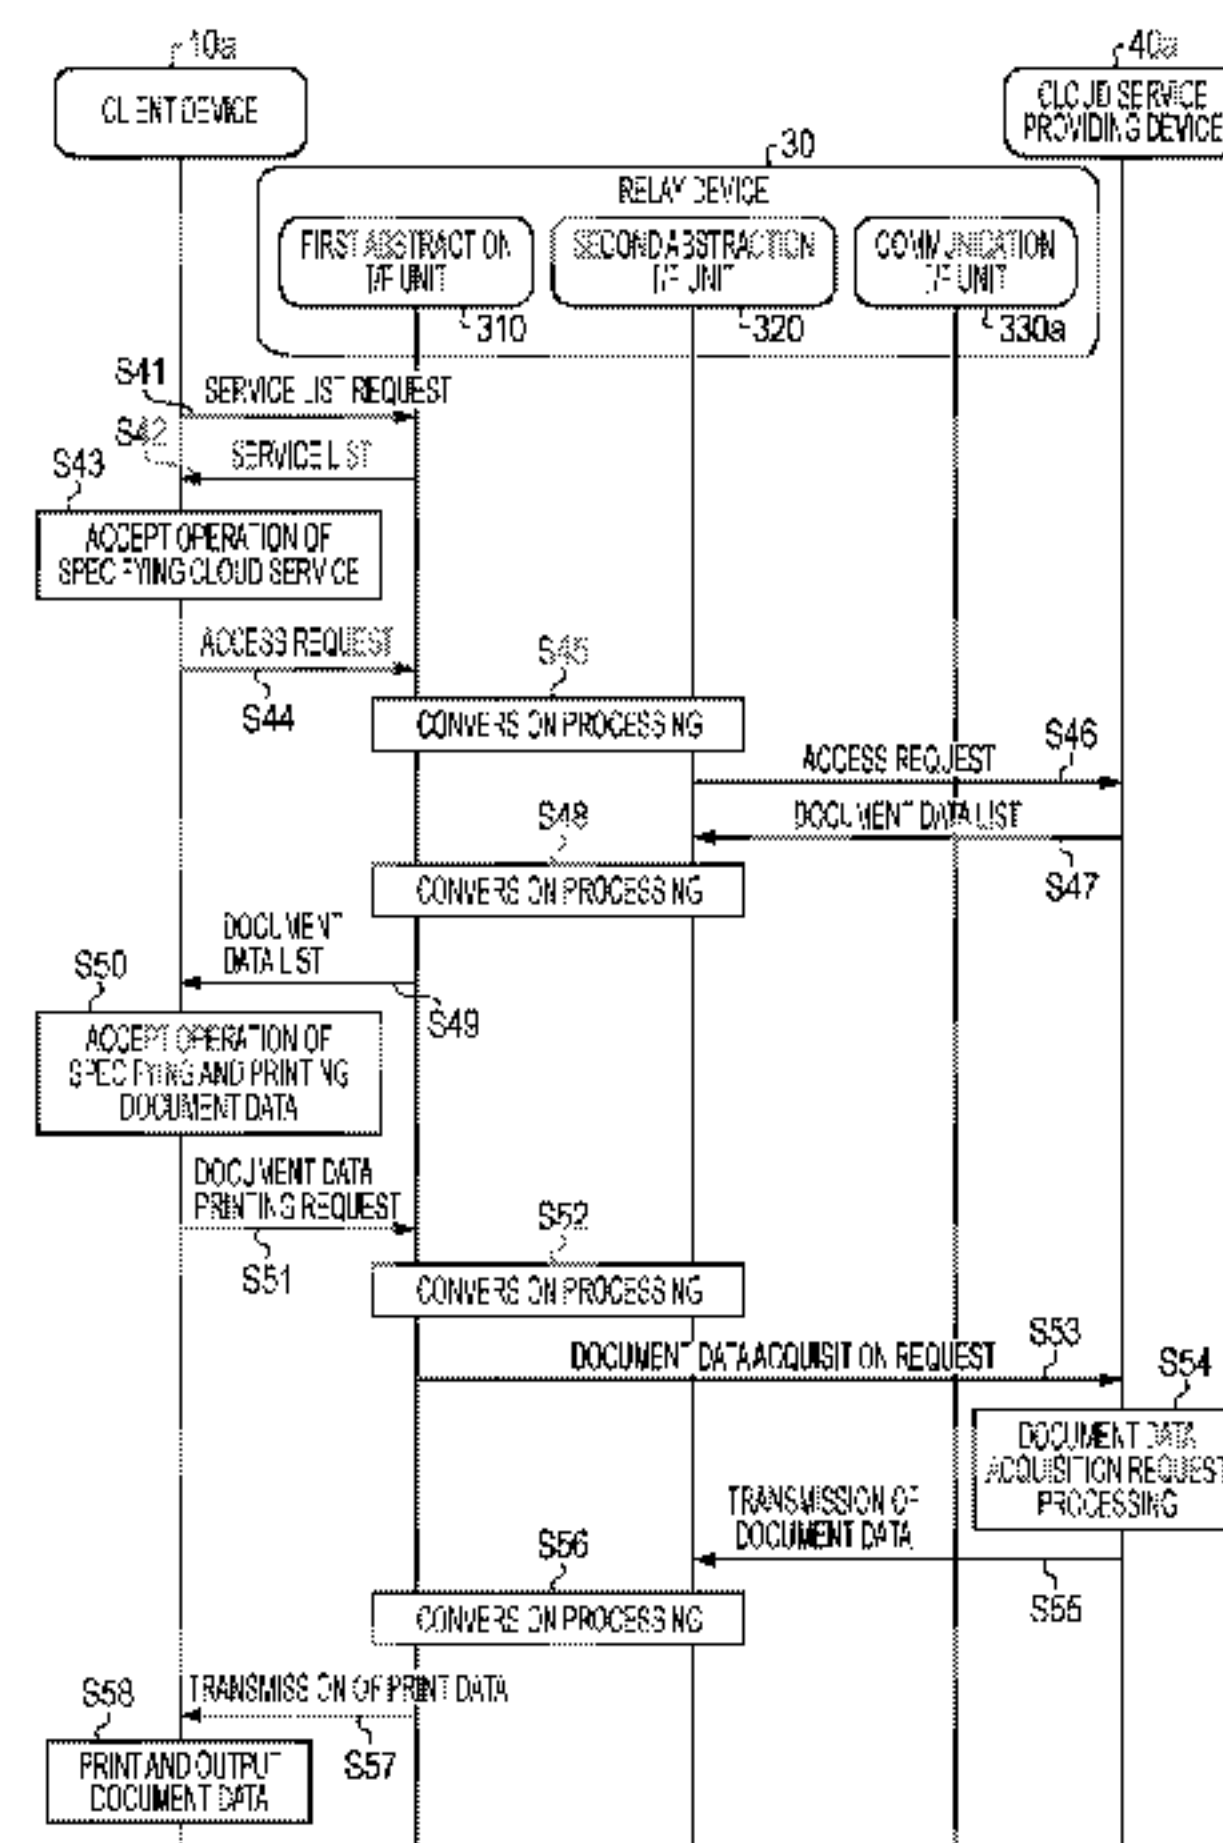 10a
CLIENT DEVICE
40a
CLOUD SERVICE
PROVIDING DEVICE
30
RELAY DEVICE
FIRST ABSTRACTION
I/F UNIT
310
SECOND ABSTRACTION
I/F UNIT
320
COMMUNICATION
I/F UNIT
330a
S41
SERVICE LIST REQUEST
S42
SERVICE LIST
S43
ACCEPT OPERATION OF
SPECIFYING CLOUD SERVICE
ACCESS REQUEST
S44
S45
CONVERSION PROCESSING
ACCESS REQUEST
S46
DOCUMENT DATA LIST
S47
S48
CONVERSION PROCESSING
DOCUMENT
DATA LIST
S49
S50
ACCEPT OPERATION OF
SPECIFYING AND PRINTING
DOCUMENT DATA
DOCUMENT DATA
PRINTING REQUEST
S51
S52
CONVERSION PROCESSING
DOCUMENT DATA ACQUISITION REQUEST
S53
S54
DOCUMENT DATA
ACQUISITION REQUEST
PROCESSING
TRANSMISSION OF
DOCUMENT DATA
S55
S56
CONVERSION PROCESSING
TRANSMISSION OF PRINT DATA
S57
S58
PRINT AND OUTPUT
DOCUMENT DATA